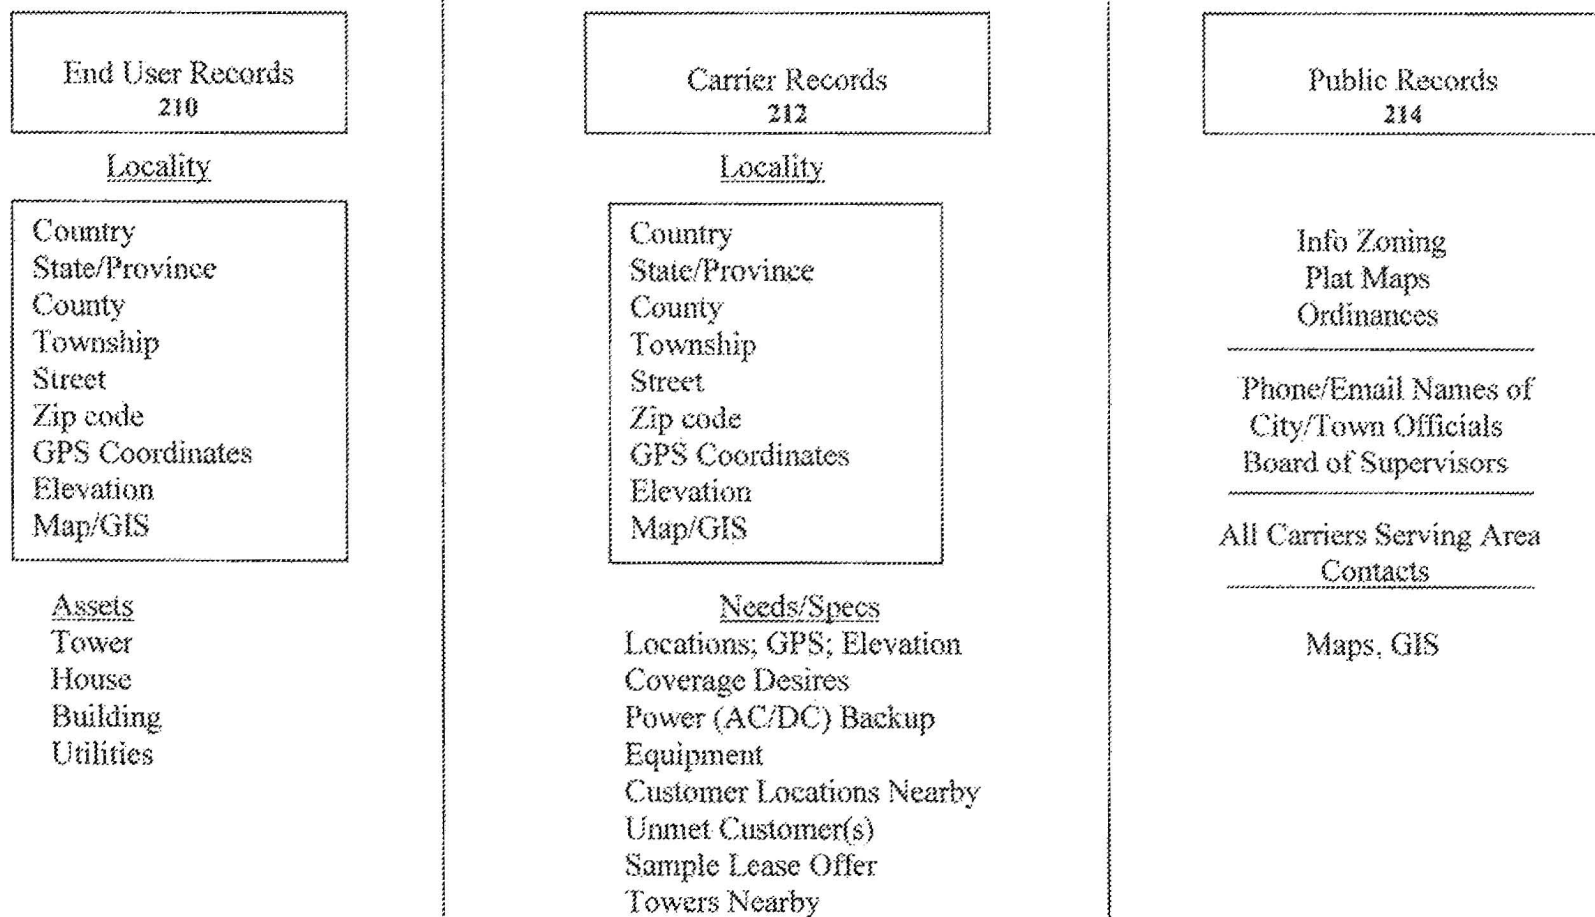 End User Records
210
Locality
Country
State/Province
County
Township
Street
Zip code
GPS Coordinates
Elevation
Map/GIS
Assets
Tower
House
Building
Utilities
Carrier Records
212
Locality
Country
State/Province
County
Township
Street
Zip code
GPS Coordinates
Elevation
Map/GIS
Needs/Specs
Locations; GPS; Elevation
Coverage Desires
Power (AC/DC) Backup
Equipment
Customer Locations Nearby
Unmet Customer(s)
Sample Lease Offer
Towers Nearby
Public Records
214
Info Zoning
Plat Maps
Ordinances
Phone/Email Names of
City/Town Officials
Board of Supervisors
All Carriers Serving Area
Contacts
Maps, GIS